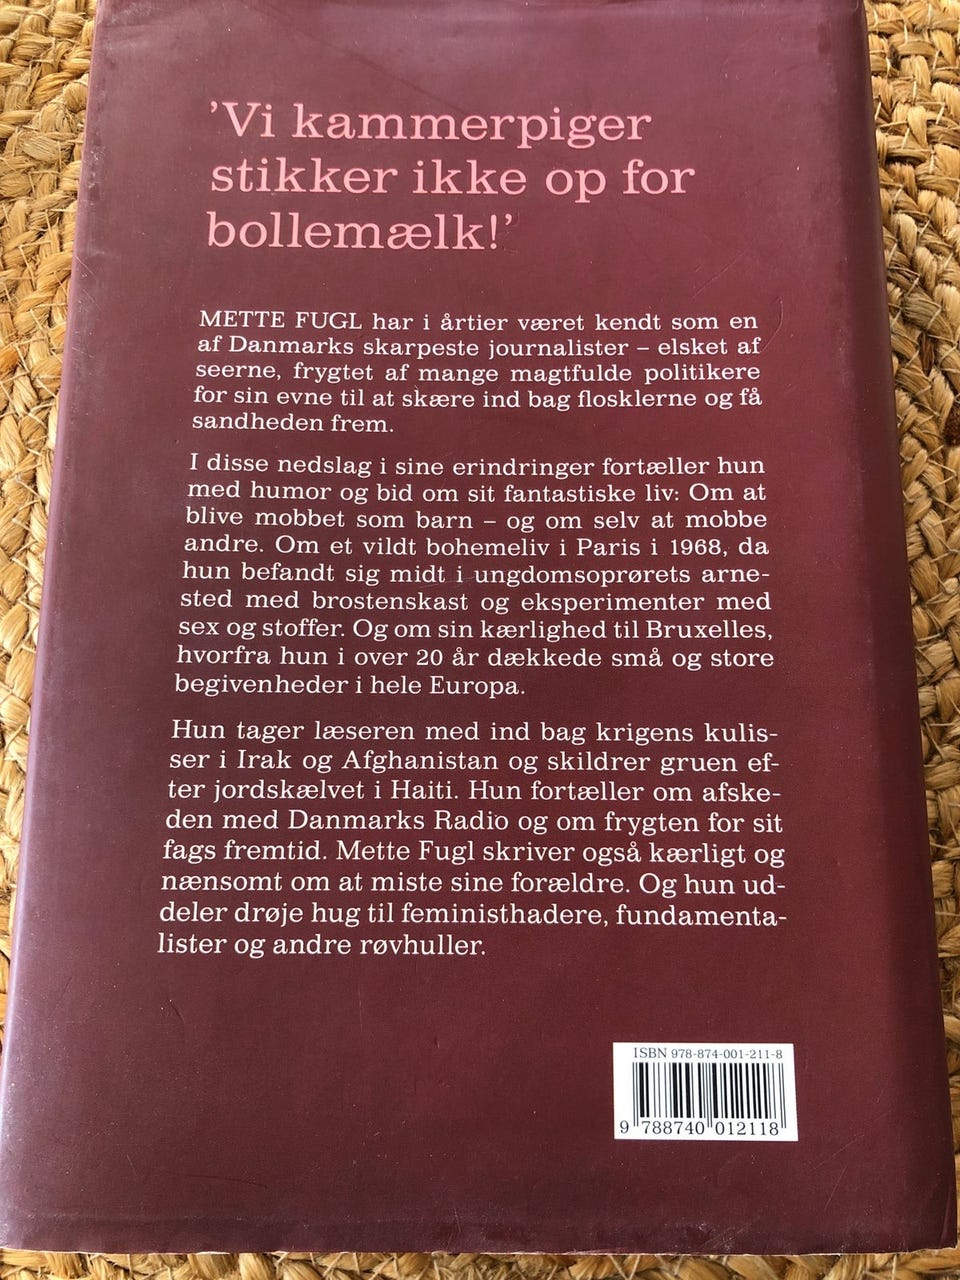 'Vi kammerpiger
stikker ikke op for
bollemælk!'
METTE FUGL har i årtier været kendt som en
af Danmarks skarpeste journalister – elsket af
seerne, frygtet af mange magtfulde politikere
for sin evne til at skære ind bag flosklerne og få
sandheden frem.
I disse nedslag i sine erindringer fortæller hun
med humor og bid om sit fantastiske liv: Om at
blive mobbet som barn – og om selv at mobbe
andre. Om et vildt bohemeliv i Paris i 1968, da
hun befandt sig midt i ungdomsoprørets arne-
sted med brostenskast og eksperimenter med
sex og stoffer. Og om sin kærlighed til Bruxelles,
hvorfra hun i over 20 år dækkede små og store
begivenheder i hele Europa.
Hun tager læseren med ind bag krigens kulis-
ser i Irak og Afghanistan og skildrer gruen ef-
ter jordskælvet i Haiti. Hun fortæller om afske-
den med Danmarks Radio og om frygten for sit
fags fremtid. Mette Fugl skriver også kærligt og
nænsomt om at miste sine forældre. Og hun ud-
deler drøje hug til feministhadere, fundamenta-
lister og andre røvhuller.
ISBN 978-874-001-211-8
9 788740 012118